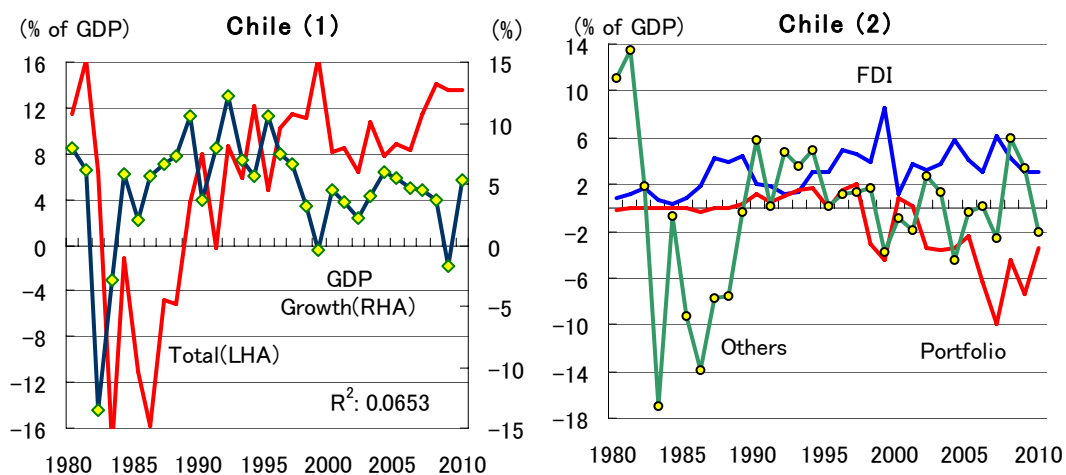 Chile (1)
(% of GDP)
(%)
16
12
8
4
0
-4
-8
-12
-16
15
10
5
0
-5
-10
-15
GDP
Growth(RHA)
Total(LHA)
R²: 0.0653
1980 1985 1990 1995 2000 2005 2010
Chile (2)
(% of GDP)
14
10
6
2
-2
-6
-10
-14
-18
FDI
Others
Portfolio
1980 1985 1990 1995 2000 2005 2010